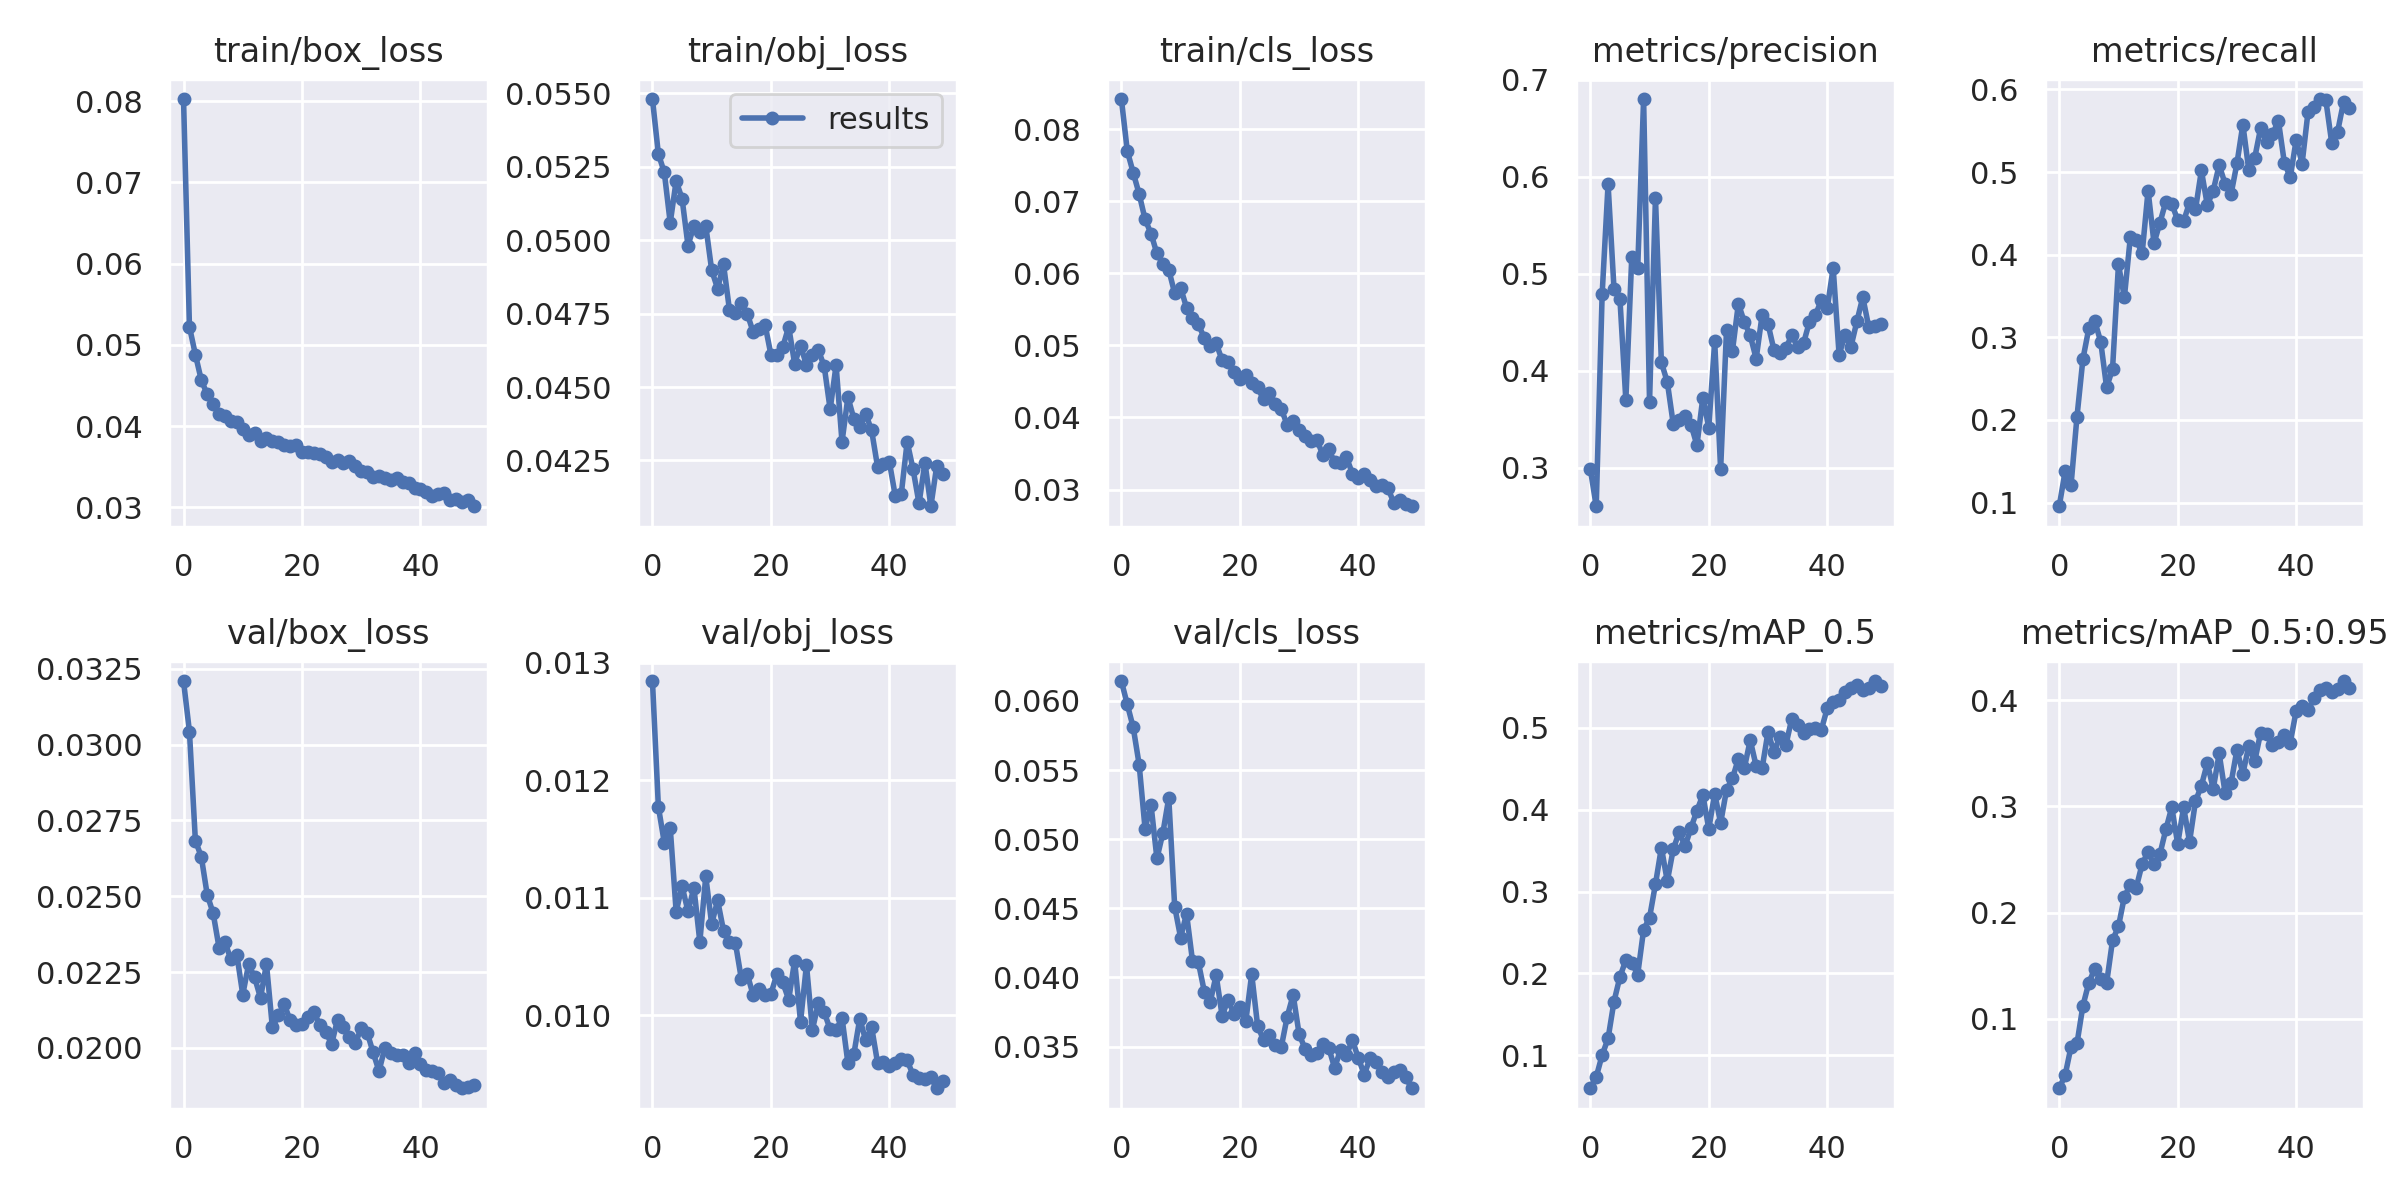 train/box_loss
0.08
0.07
0.06
0.05
0.04
0.03
0 20 40
train/obj_loss
results
0.0550
0.0525
0.0500
0.0475
0.0450
0.0425
0 20 40
train/cls_loss
0.08
0.07
0.06
0.05
0.04
0.03
0 20 40
metrics/precision
0.7
0.6
0.5
0.4
0.3
0 20 40
metrics/recall
0.6
0.5
0.4
0.3
0.2
0.1
0 20 40
val/box_loss
0.0325
0.0300
0.0275
0.0250
0.0225
0.0200
0 20 40
val/obj_loss
0.013
0.012
0.011
0.010
0 20 40
val/cls_loss
0.060
0.055
0.050
0.045
0.040
0.035
0 20 40
metrics/mAP_0.5
0.5
0.4
0.3
0.2
0.1
0 20 40
metrics/mAP_0.5:0.95
0.4
0.3
0.2
0.1
0 20 40